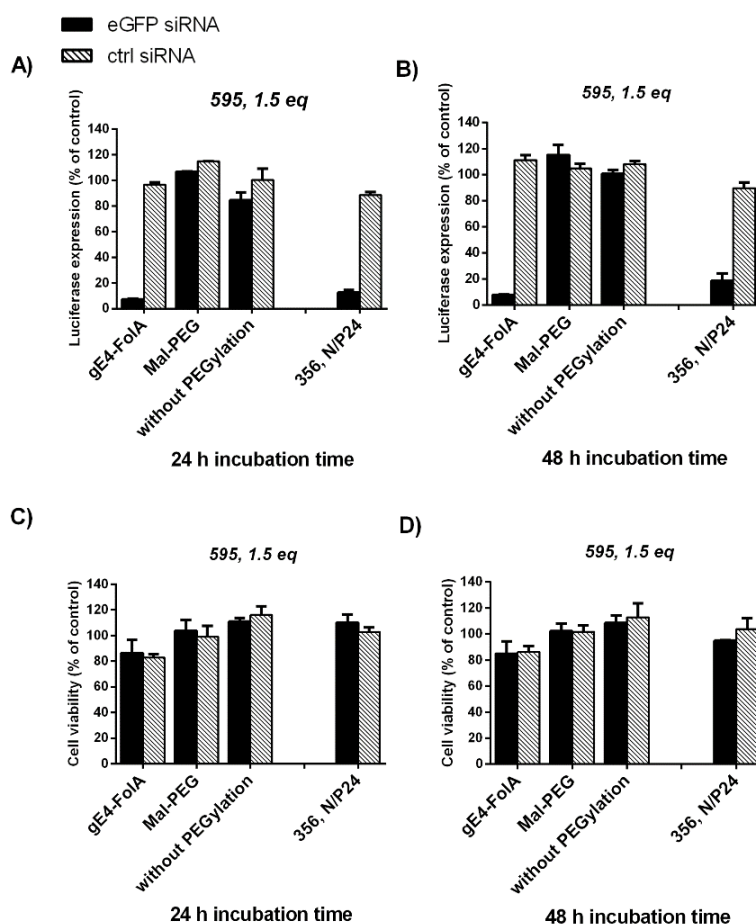 eGFP siRNA
ctrl siRNA
A)
595, 1.5 eq
Luciferase expression (% of control)
140
120
100
80
60
40
20
0
gE4-FolA
Mal-PEG
without PEGylation
356, N/P24
24 h incubation time
B)
595, 1.5 eq
Luciferase expression (% of control)
140
120
100
80
60
40
20
0
gE4-FolA
Mal-PEG
without PEGylation
356, N/P24
48 h incubation time
C)
595, 1.5 eq
Cell viability (% of control)
140
120
100
80
60
40
20
0
gE4-FolA
Mal-PEG
without PEGylation
356, N/P24
24 h incubation time
D)
595, 1.5 eq
Cell viability (% of control)
140
120
100
80
60
40
20
0
gE4-FolA
Mal-PEG
without PEGylation
356, N/P24
48 h incubation time